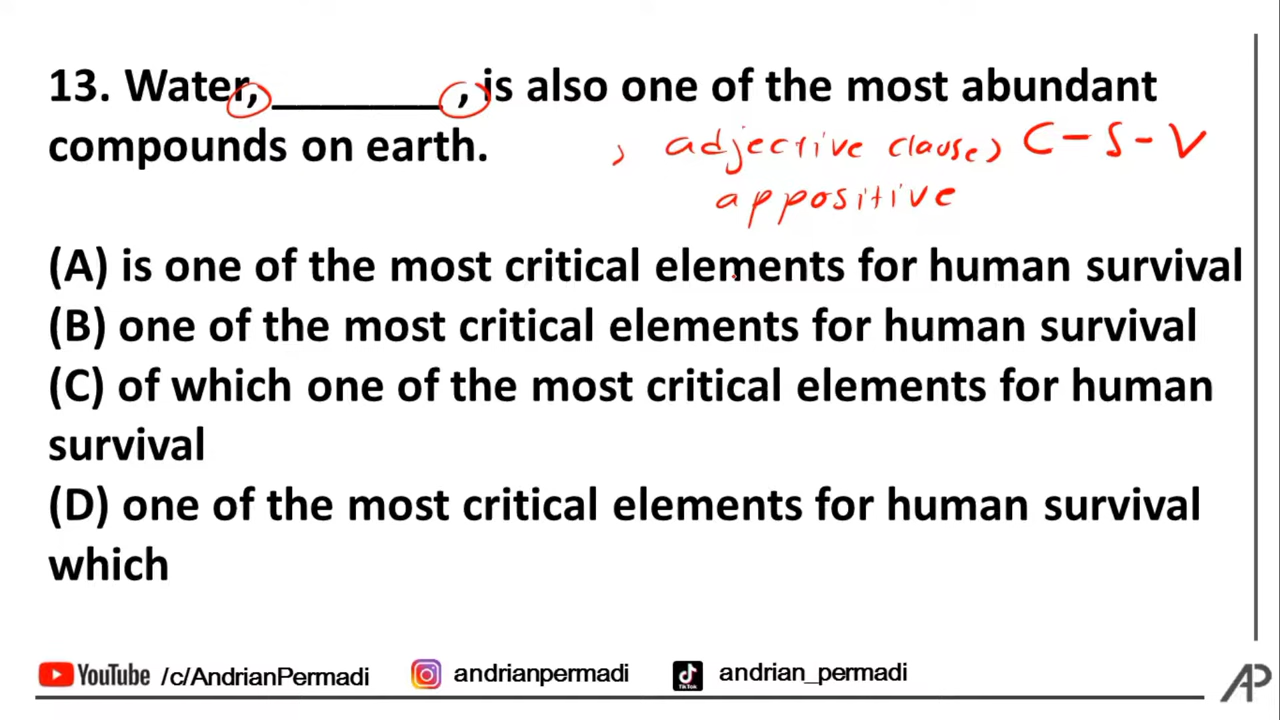 13. Water, ________ , is also one of the most abundant
compounds on earth.
, adjective clause, C - S - V
appositive
(A) is one of the most critical elements for human survival
(B) one of the most critical elements for human survival
(C) of which one of the most critical elements for human
survival
(D) one of the most critical elements for human survival
which
YouTube /c/AndrianPermadi andrianpermadi TikTok andrian_permadi AP